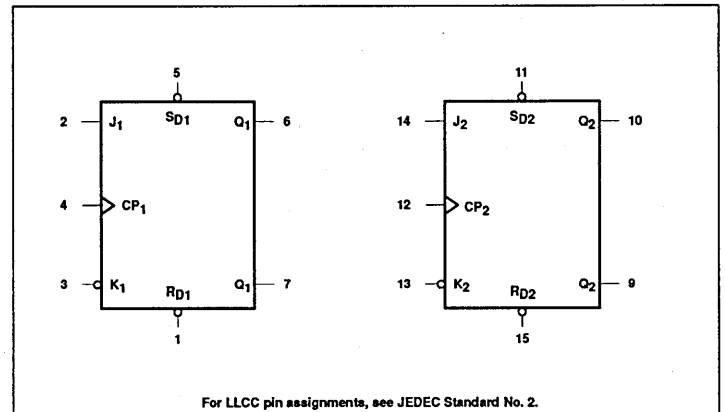 5 11
2 J1 SD1 Q1 6 14 J2 SD2 Q2 10
4 CP1 12 CP2
3 K1 RD1 Q1 7 13 K2 RD2 Q2 9
1 15
For LLCC pin assignments, see JEDEC Standard No. 2.